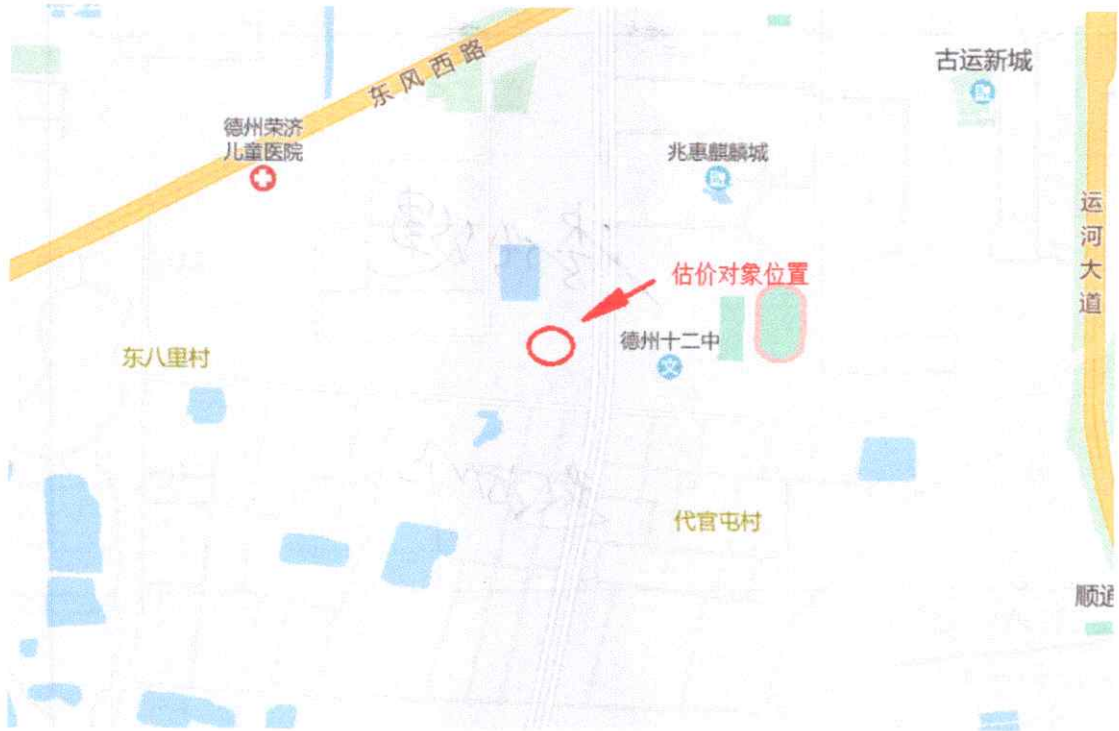 东风西路
古运新城
德州荣济
儿童医院
兆惠麒麟城
运河大道
估价对象位置
德州十二中
文
东八里村
代官屯村
顺通